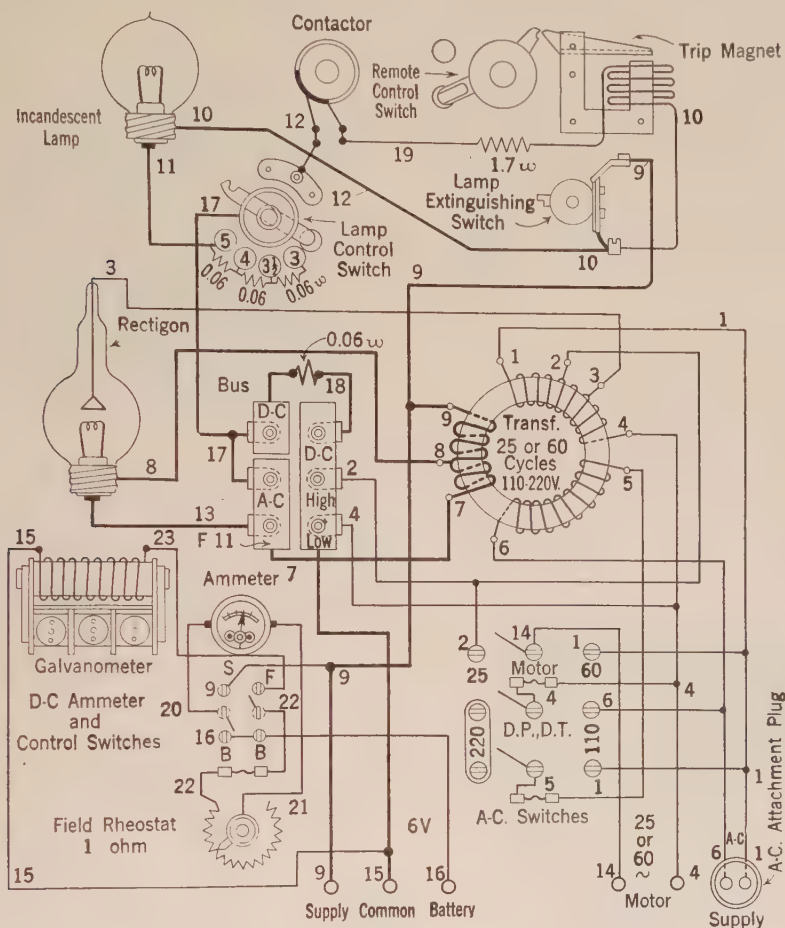 Contactor
Trip Magnet
Remote
Control
Switch
Incandescent
Lamp
10
11
12
12
19
1.7 ω
10
9
Lamp
Extinguishing
Switch
10
17
Lamp
Control
Switch
5
4
3½
3
0.06
0.06
0.06 ω
3
Rectigon
9
1
0.06 ω
18
Bus
D-C
17
A-C
F 11
7
D-C
High
Low
2
4
8
13
1
2
3
4
5
6
7
8
9
Transf.
25 or 60
Cycles
110-220V.
15
23
Galvanometer
Ammeter
D-C Ammeter
and
Control Switches
S
F
9
20
22
16
B
B
22
21
9
Field Rheostat
1 ohm
15
6V
9
15
16
Supply
Common
Battery
2
25
14
1
60
Motor
4
4
D.P.,D.T.
6
220
110
5
1
1
A-C. Switches
25
or
60~
14
4
Motor
6
A-C
1
Supply
A-C. Attachment Plug